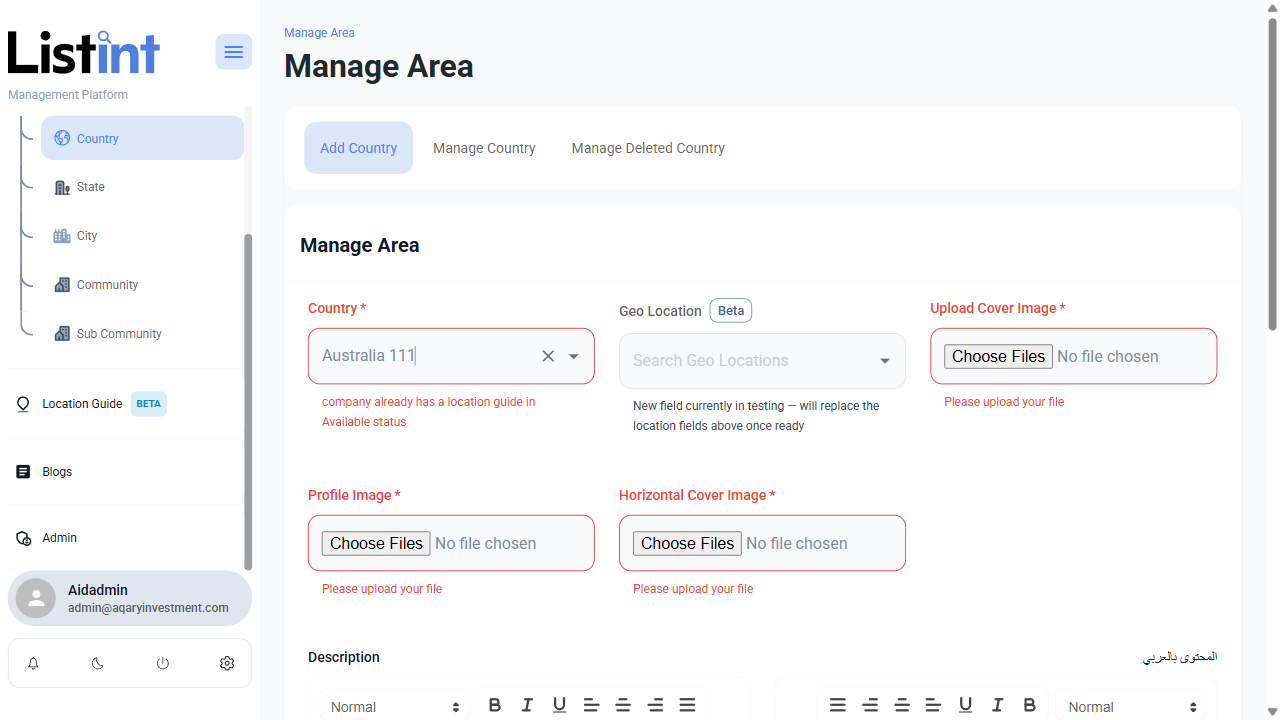 Listint
Management Platform
Country
State
City
Community
Sub Community
Location Guide BETA
Blogs
Admin
Aidadmin
admin@aqaryinvestment.com
Manage Area
Manage Area
Add Country Manage Country Manage Deleted Country
Manage Area
Country * Geo Location Beta Upload Cover Image *
Australia 111 Search Geo Locations Choose Files No file chosen
company already has a location guide in
Available status
New field currently in testing — will replace the
location fields above once ready
Please upload your file
Profile Image * Horizontal Cover Image *
Choose Files No file chosen Choose Files No file chosen
Please upload your file Please upload your file
Description المحتوى بالعربي
Normal B I U U I B Normal